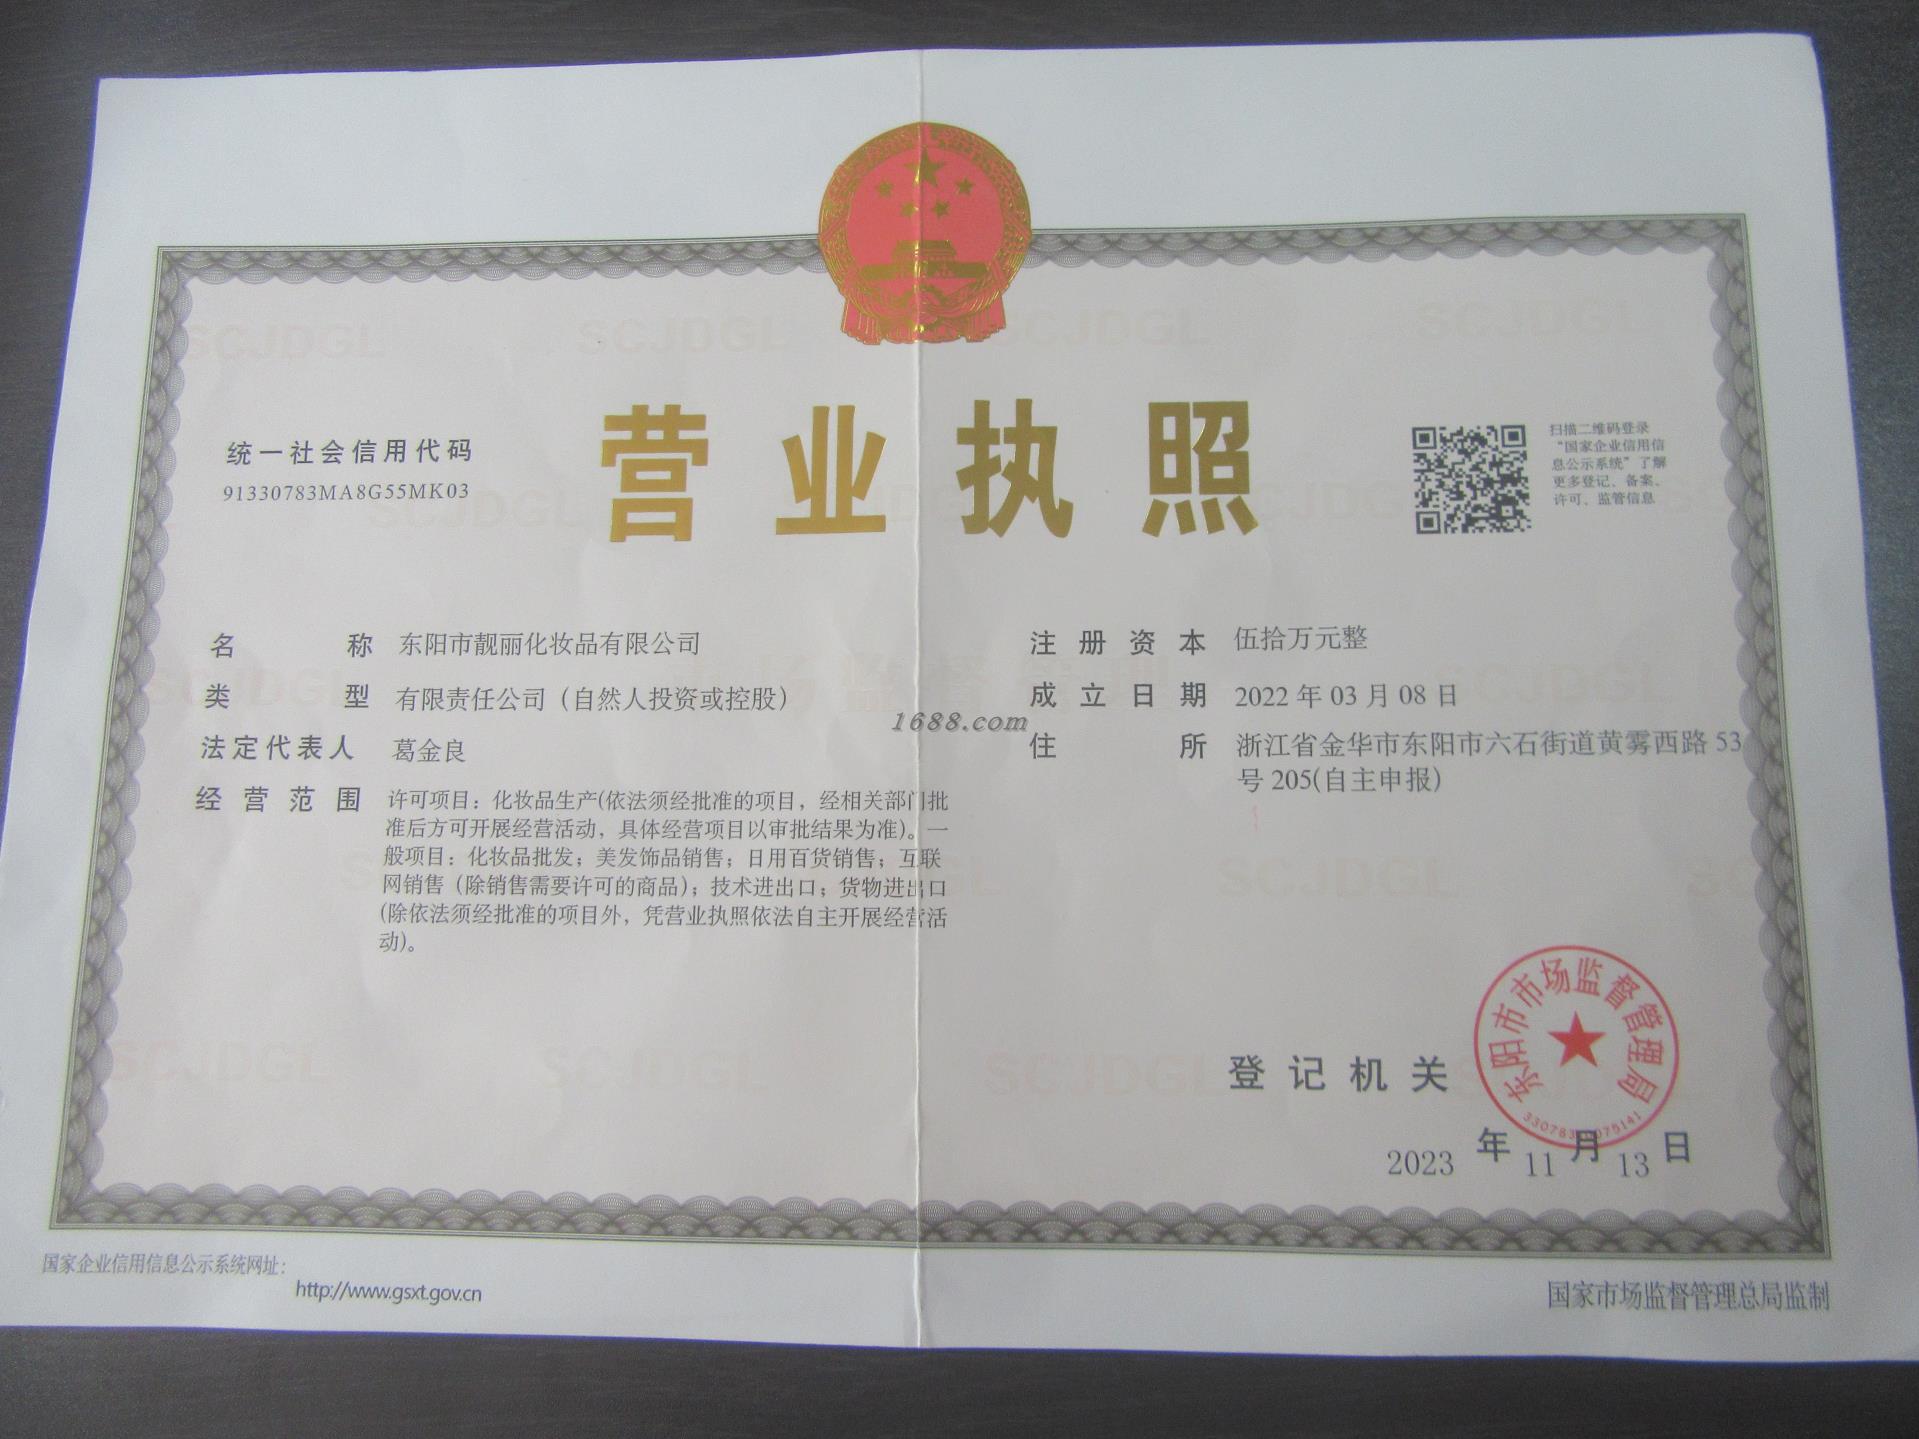 营业执照
统一社会信用代码
91330783MA8G55MK03
扫描二维码登录
“国家企业信用信
息公示系统”了解
更多登记、备案、
许可、监管信息
名称 东阳市靓丽化妆品有限公司
类型 有限责任公司（自然人投资或控股）
法定代表人 葛金良
经营范围 许可项目：化妆品生产(依法须经批准的项目，经相关部门批
准后方可开展经营活动，具体经营项目以审批结果为准)。一
般项目：化妆品批发；美发饰品销售；日用百货销售；互联
网销售（除销售需要许可的商品）；技术进出口；货物进出口
(除依法须经批准的项目外，凭营业执照依法自主开展经营活
动)。
注册资本 伍拾万元整
成立日期 2022 年 03 月 08 日
住所 浙江省金华市东阳市六石街道黄雾西路 53
号 205(自主申报)
1688.com
登记机关
东阳市市场监督管理局
2023 年 11 月 13 日
国家企业信用信息公示系统网址：
http://www.gsxt.gov.cn
国家市场监督管理总局监制